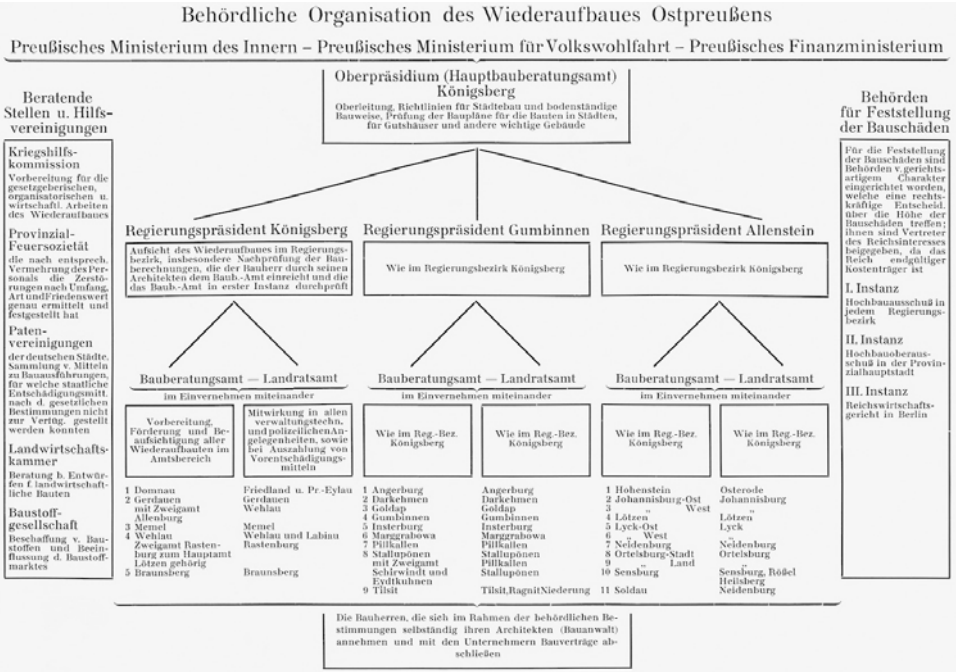 Behördliche Organisation des Wiederaufbaues Ostpreußens
Preußisches Ministerium des Innern – Preußisches Ministerium für Volkswohlfahrt – Preußisches Finanzministerium
Oberpräsidium (Hauptbauberatungsamt)
Königsberg
Oberleitung, Richtlinien für Städtebau und bodenständige
Bauweise, Prüfung der Baupläne für die Bauten in Städten,
für Gutshäuser und andere wichtige Gebäude
Beratende
Stellen u. Hilfs-
vereinigungen
Kriegshilfs-
kommission
Vorbereitung für die
gesetzgeberischen,
organisatorischen u.
wirtschaftl. Arbeiten
des Wiederaufbaues
Provinzial-
Feuersozietät
die nach entsprech.
Vermehrung des Per-
sonals die Zerstö-
rungen nach Umfang,
Art und Friedenswert
genau ermittelt und
festgestellt hat
Paten-
vereinigungen
der deutschen Städte.
Sammlung v. Mitteln
zu Bauausführungen,
für welche staatliche
Entschädigungsmitt.
nach d. gesetzlichen
Bestimmungen nicht
zur Verfüg. gestellt
werden konnten
Landwirtschafts-
kammer
Beratung b. Entwür-
fen f. landwirtschaft-
liche Bauten
Baustoff-
gesellschaft
Beschaffung v. Bau-
stoffen und Beein-
flussung d. Baustoff-
marktes
Regierungspräsident Königsberg
Aufsicht des Wiederaufbaues im Regierungs-
bezirk, insbesondere Nachprüfung der Bau-
berechnungen, die der Bauherr durch seinen
Architekten dem Baub.-Amt einreicht und die
das Baub.-Amt in erster Instanz durchprüft
Bauberatungsamt — Landratsamt
im Einvernehmen miteinander
Vorbereitung,
Förderung und Be-
aufsichtigung aller
Wiederaufbauten im
Amtsbereich
Mitwirkung in allen
verwaltungstechn.
und polizeilichen An-
gelegenheiten, sowie
bei Auszahlung von
Vorentschädigungs-
mitteln
1 Domnau Friedland u. Pr.-Eylau
2 Gerdauen Gerdauen
mit Zweigamt Wehlau
Allenburg
3 Memel Memel
4 Wehlau Wehlau und Labiau
Zweigamt Rasten- Rastenburg
burg zum Hauptamt
Lötzen gehörig
5 Braunsberg Braunsberg
Regierungspräsident Gumbinnen
Wie im Regierungsbezirk Königsberg
Bauberatungsamt — Landratsamt
im Einvernehmen miteinander
Wie im Reg.-Bez.
Königsberg
Wie im Reg.-Bez.
Königsberg
1 Angerburg Angerburg
2 Darkehmen Darkehmen
3 Goldap Goldap
4 Gumbinnen Gumbinnen
5 Insterburg Insterburg
6 Marggrabowa Marggrabowa
7 Pillkallen Pillkallen
8 Stallupönen Stallupönen
mit Zweigamt Pillkallen
Schirwindt und Stallupönen
Eydtkuhnen
9 Tilsit Tilsit, Ragnit Niederung
Regierungspräsident Allenstein
Wie im Regierungsbezirk Königsberg
Bauberatungsamt — Landratsamt
im Einvernehmen miteinander
Wie im Reg.-Bez.
Königsberg
Wie im Reg.-Bez.
Königsberg
1 Hohenstein Osterode
2 Johannisburg-Ost Johannisburg
3 „ West „
4 Lötzen Lötzen
5 Lyck-Ost Lyck
6 „ West „
7 Neidenburg Neidenburg
8 Ortelsburg-Stadt Ortelsburg
9 „ Land „
10 Sensburg Sensburg, Rößel
Heilsberg
11 Soldau Neidenburg
Behörden
für Feststellung
der Bauschäden
Für die Feststellung
der Bauschäden sind
Behörden v. gerichts-
artigem Charakter
eingerichtet worden,
welche eine rechts-
kräftige Entscheid.
über die Höhe der
Bauschäden treffen;
ihnen sind Vertreter
des Reichsinteresses
beigegeben, da das
Reich endgültiger
Kostenträger ist
I. Instanz
Hochbauausschuß in
jedem Regierungs-
bezirk
II. Instanz
Hochbauoberaus-
schuß in der Provin-
zialhauptstadt
III. Instanz
Reichswirtschafts-
gericht in Berlin
Die Bauherren, die sich im Rahmen der behördlichen Be-
stimmungen selbständig ihren Architekten (Bauanwalt)
annehmen und mit den Unternehmern Bauverträge ab-
schließen